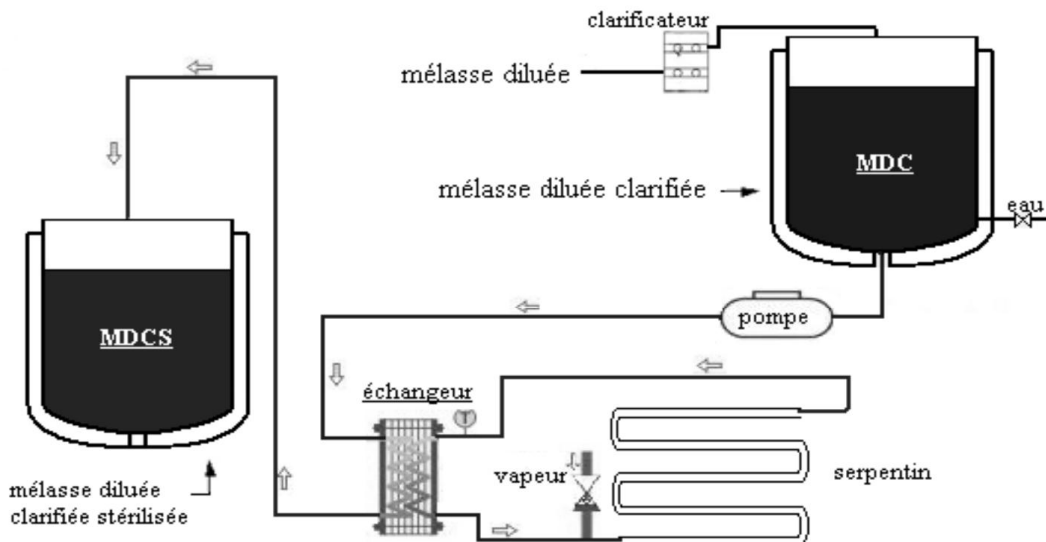 clarificateur
mélasse diluée
MDC
mélasse diluée clarifiée
eau
MDCS
pompe
échangeur
T
vapeur
serpentin
mélasse diluée
clarifiée stérilisée